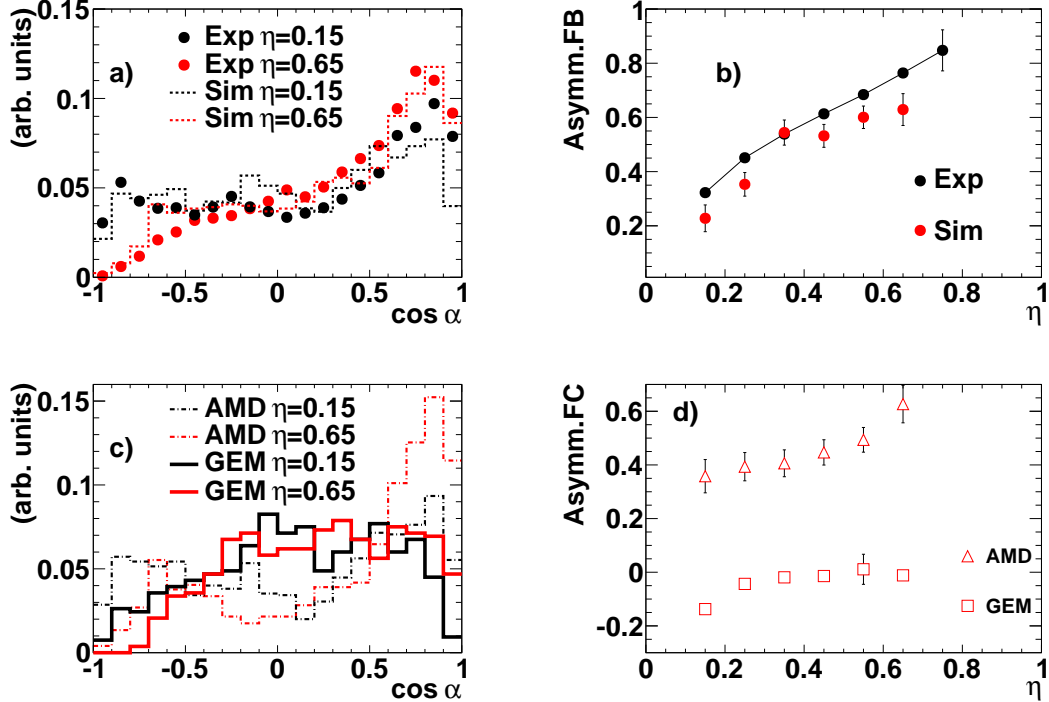 (arb. units)
0.15
0.1
0.05
0
a)
Exp η=0.15
Exp η=0.65
Sim η=0.15
Sim η=0.65
-1 -0.5 0 0.5 1
cos α
Asymm.FB
1
0.8
0.6
0.4
0.2
b)
Exp
Sim
0 0.2 0.4 0.6 0.8 1
η
(arb. units)
0.15
0.1
0.05
0
c)
AMD η=0.15
AMD η=0.65
GEM η=0.15
GEM η=0.65
-1 -0.5 0 0.5 1
cos α
Asymm.FC
0.6
0.4
0.2
0
-0.2
d)
AMD
GEM
0 0.2 0.4 0.6 0.8 1
η